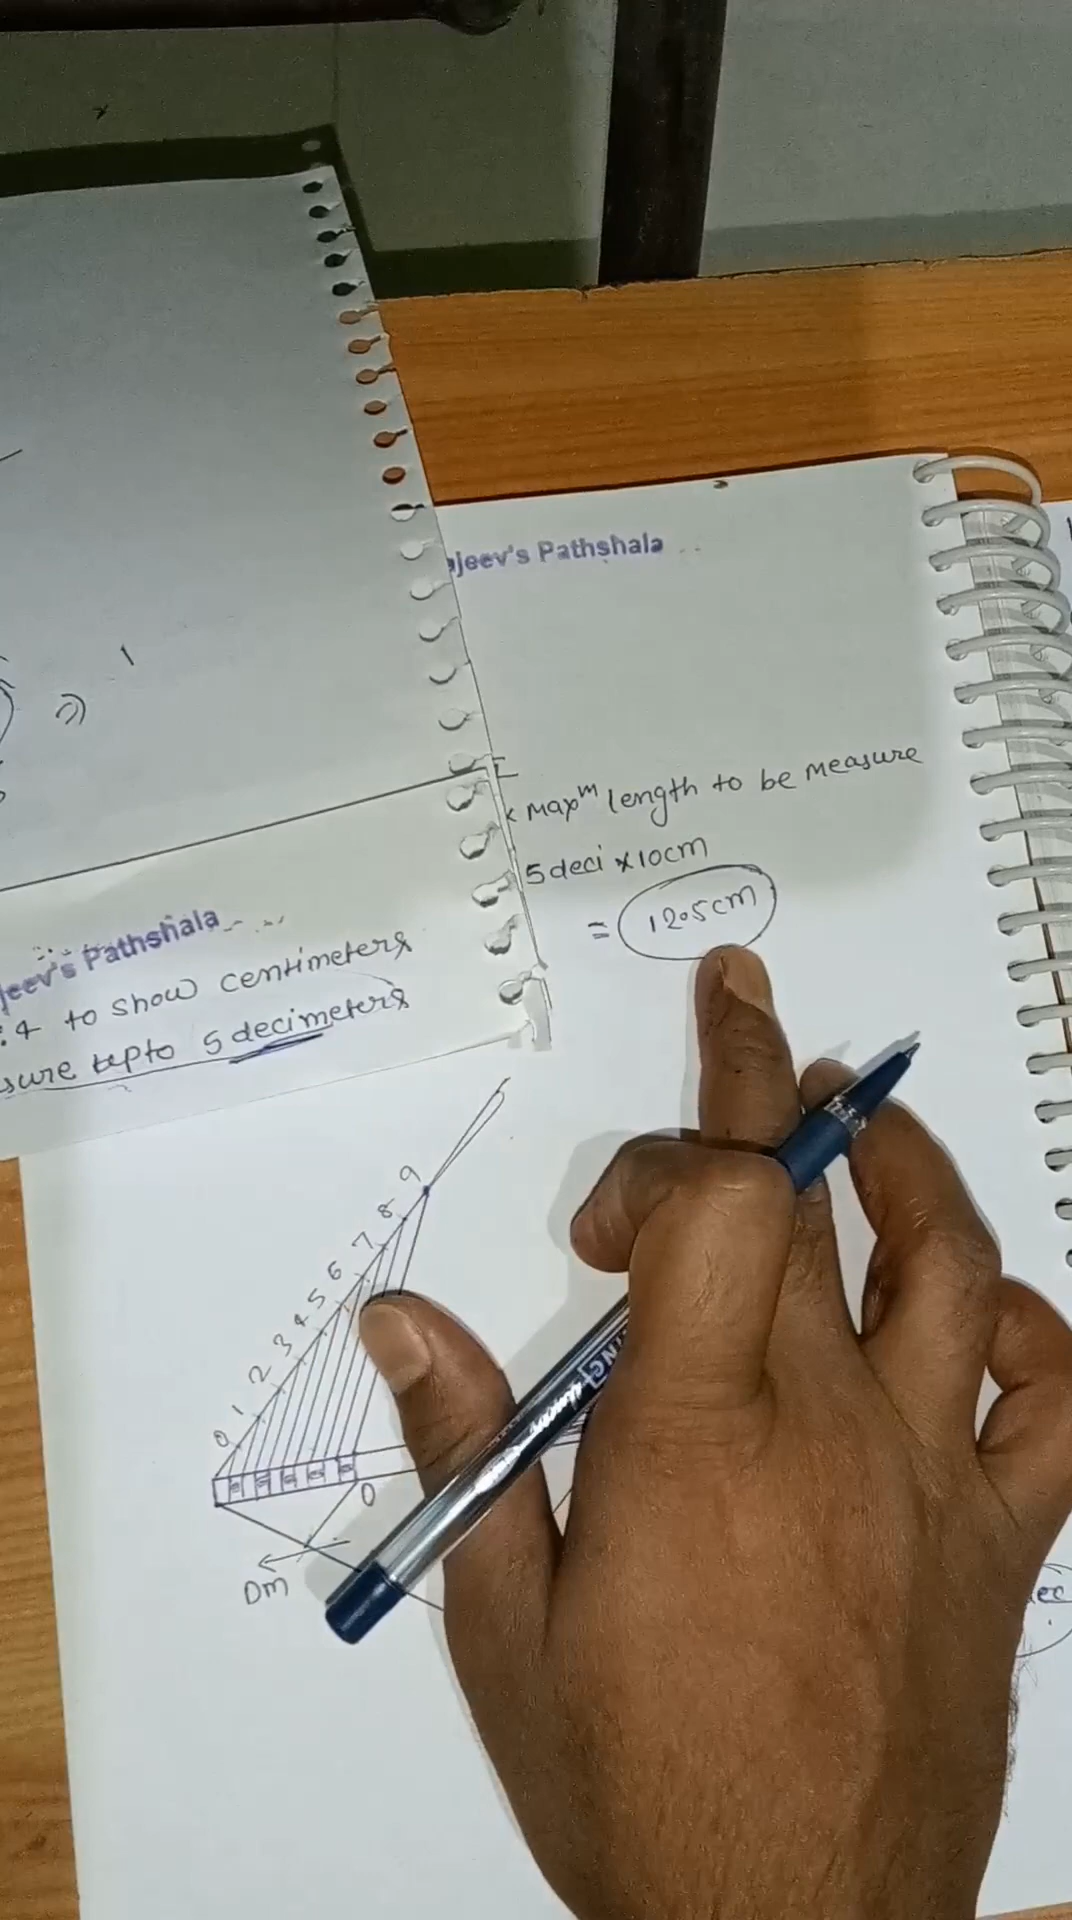 jeev's Pathshala
max^m length to be measure
5 deci × 10cm
= 12.5cm
jeev's Pathshala
:4 to show centimeters
sure upto 5 decimeters
9
8
7
6
5
4
3
2
1
0
0
Dm